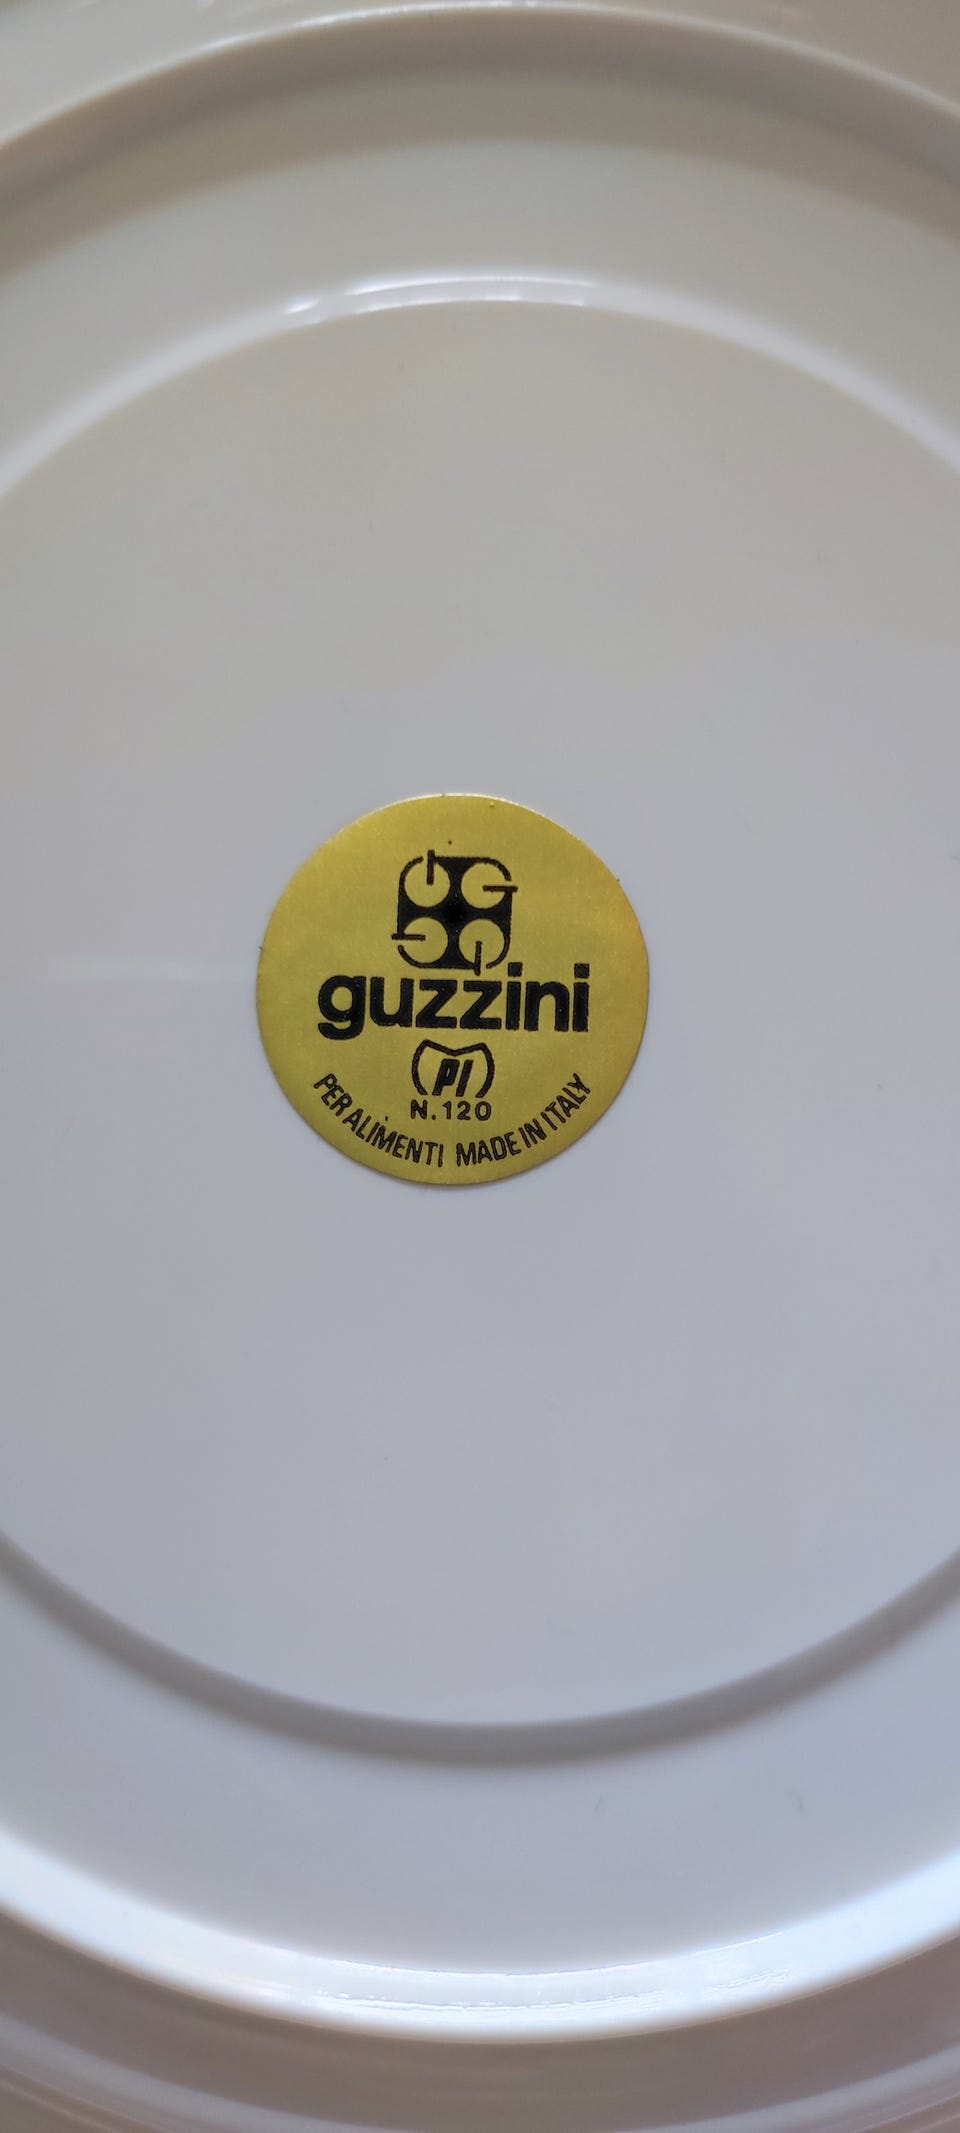 guzzini
PI
N.120
PER ALIMENTI MADE IN ITALY